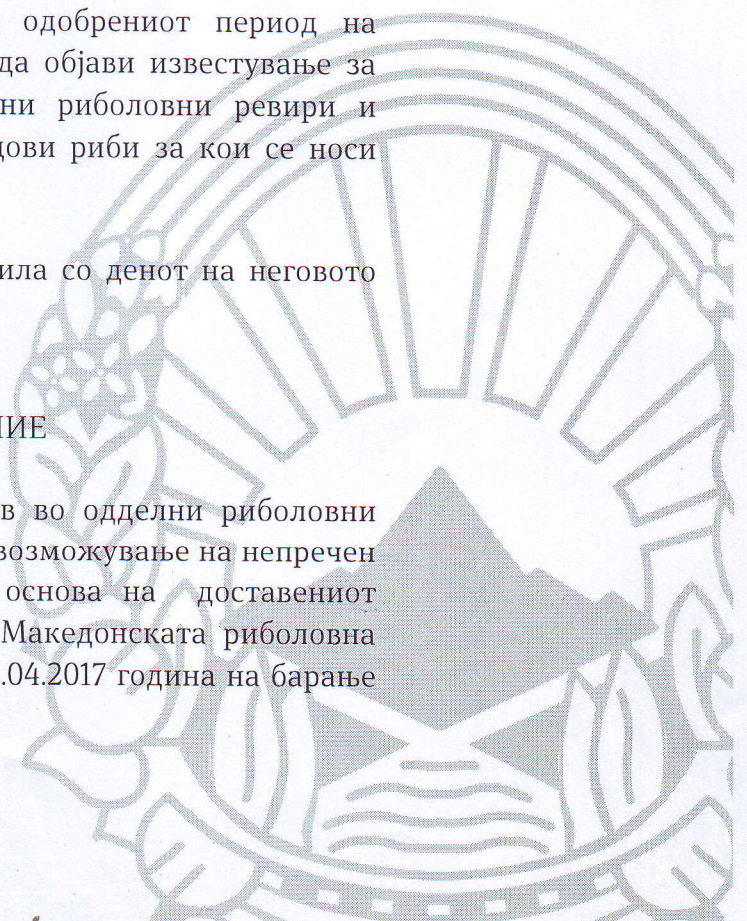 одобрениот период на
да објави известување за
ни риболовни ревири и
дови риби за кои се носи
ила со денот на неговото
ИЕ
в во одделни риболовни
возможување на непречен
основа на доставениот
Македонската риболовна
.04.2017 година на барање